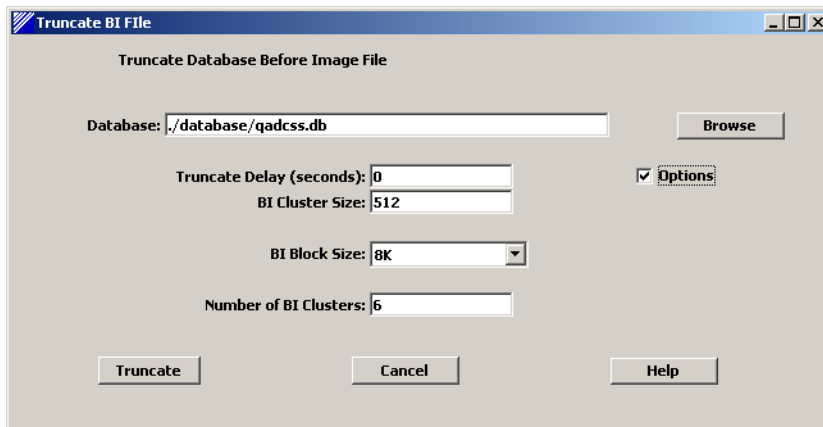 Truncate BI FIle
Truncate Database Before Image File
Database: ./database/qadcss.db Browse
Truncate Delay (seconds): 0 Options
BI Cluster Size: 512
BI Block Size: 8K
Number of BI Clusters: 6
Truncate Cancel Help